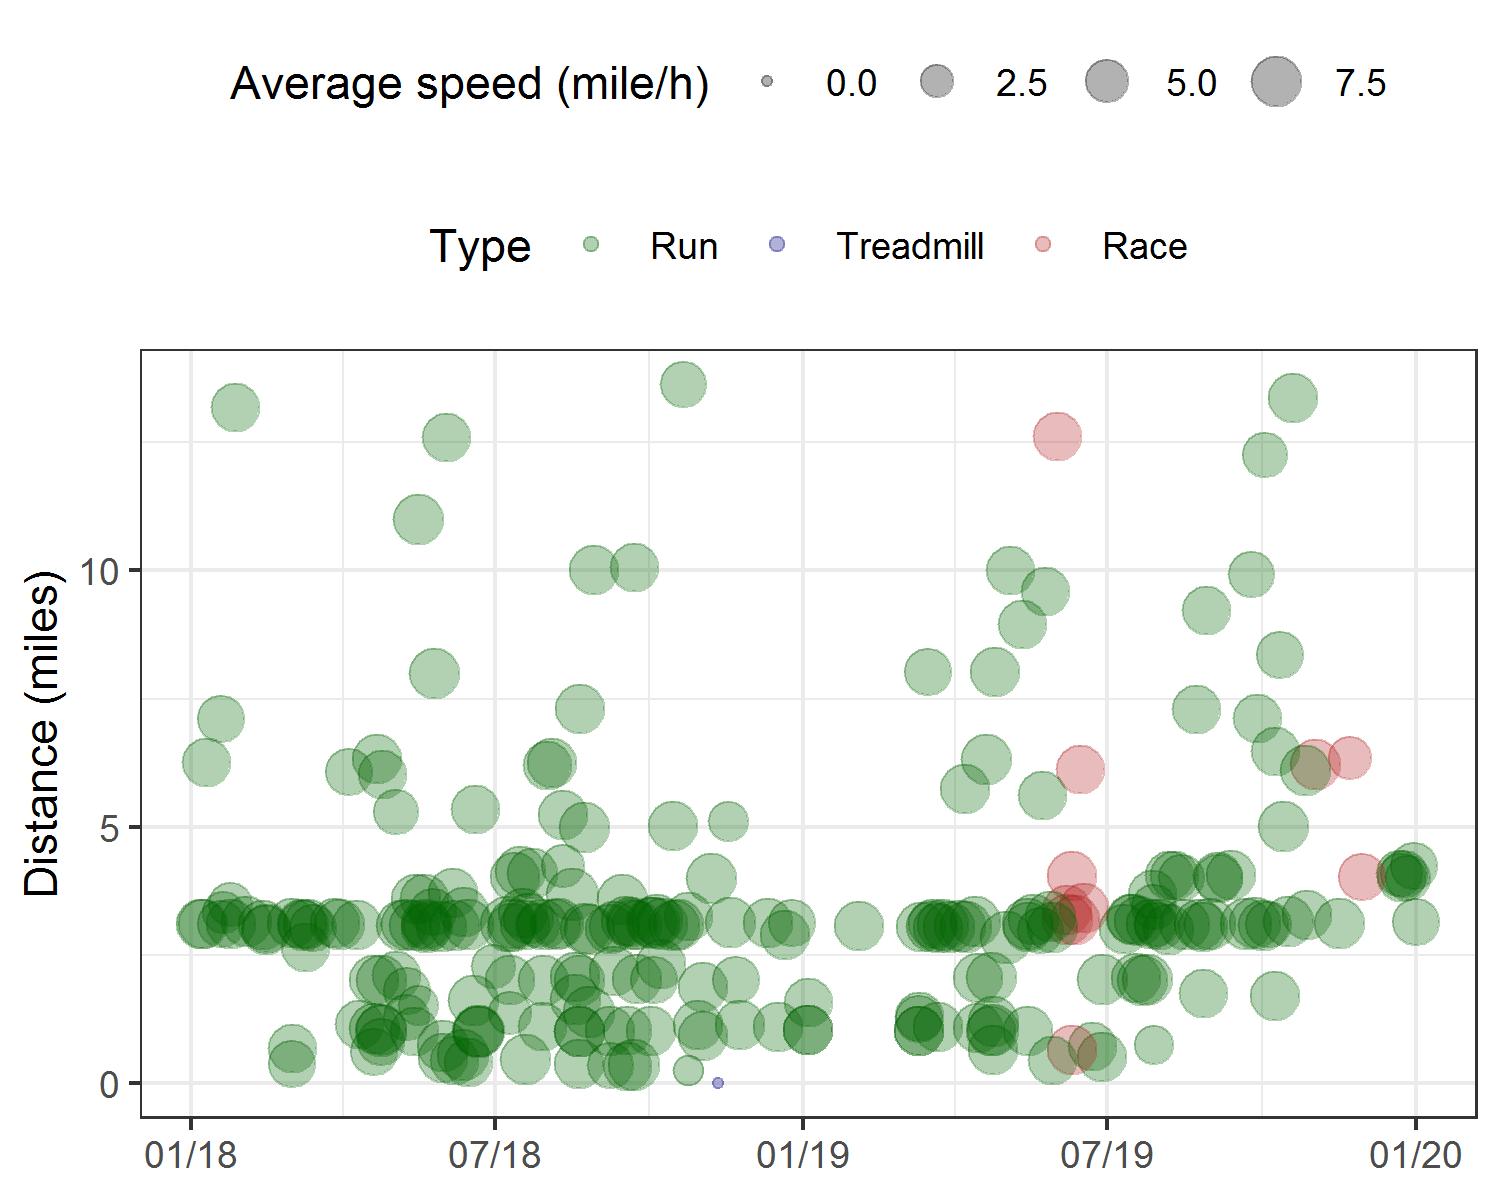 Average speed (mile/h) 0.0 2.5 5.0 7.5
Type Run Treadmill Race
Distance (miles)
10
5
0
01/18 07/18 01/19 07/19 01/20